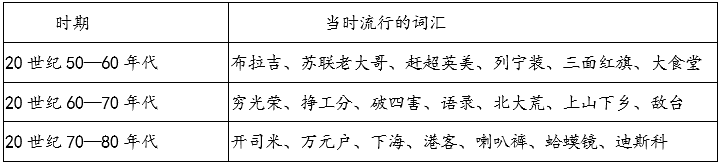 时期 当时流行的词汇
20 世纪 50—60 年代 布拉吉、苏联老大哥、赶超英美、列宁装、三面红旗、大食堂
20 世纪 60—70 年代 穷光荣、挣工分、破四害、语录、北大荒、上山下乡、敌台
20 世纪 70—80 年代 开司米、万元户、下海、港客、喇叭裤、蛤蟆镜、迪斯科